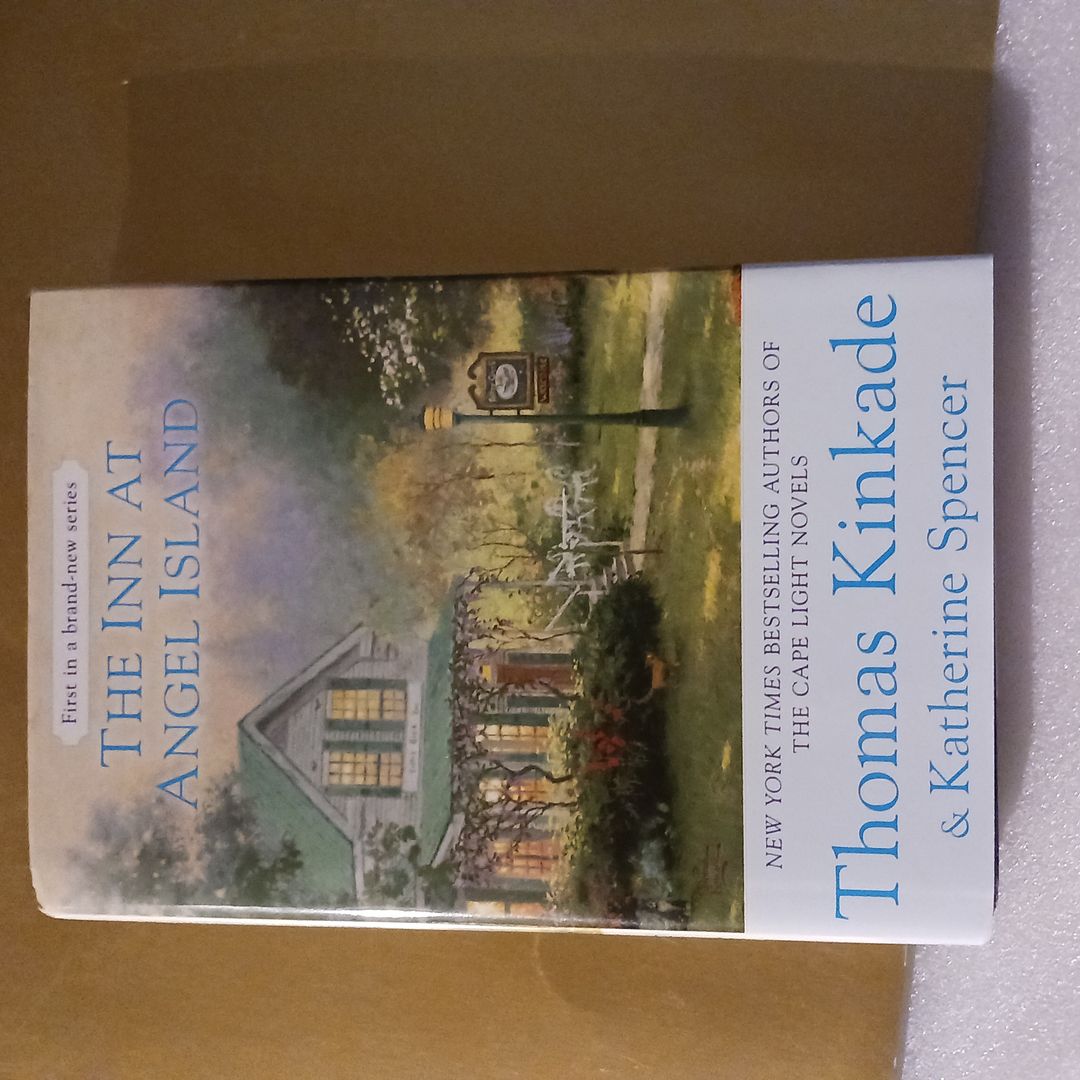 First in a brand-new series
THE INN AT
ANGEL ISLAND
NEW YORK TIMES BESTSELLING AUTHORS OF
THE CAPE LIGHT NOVELS
Thomas Kinkade
& Katherine Spencer